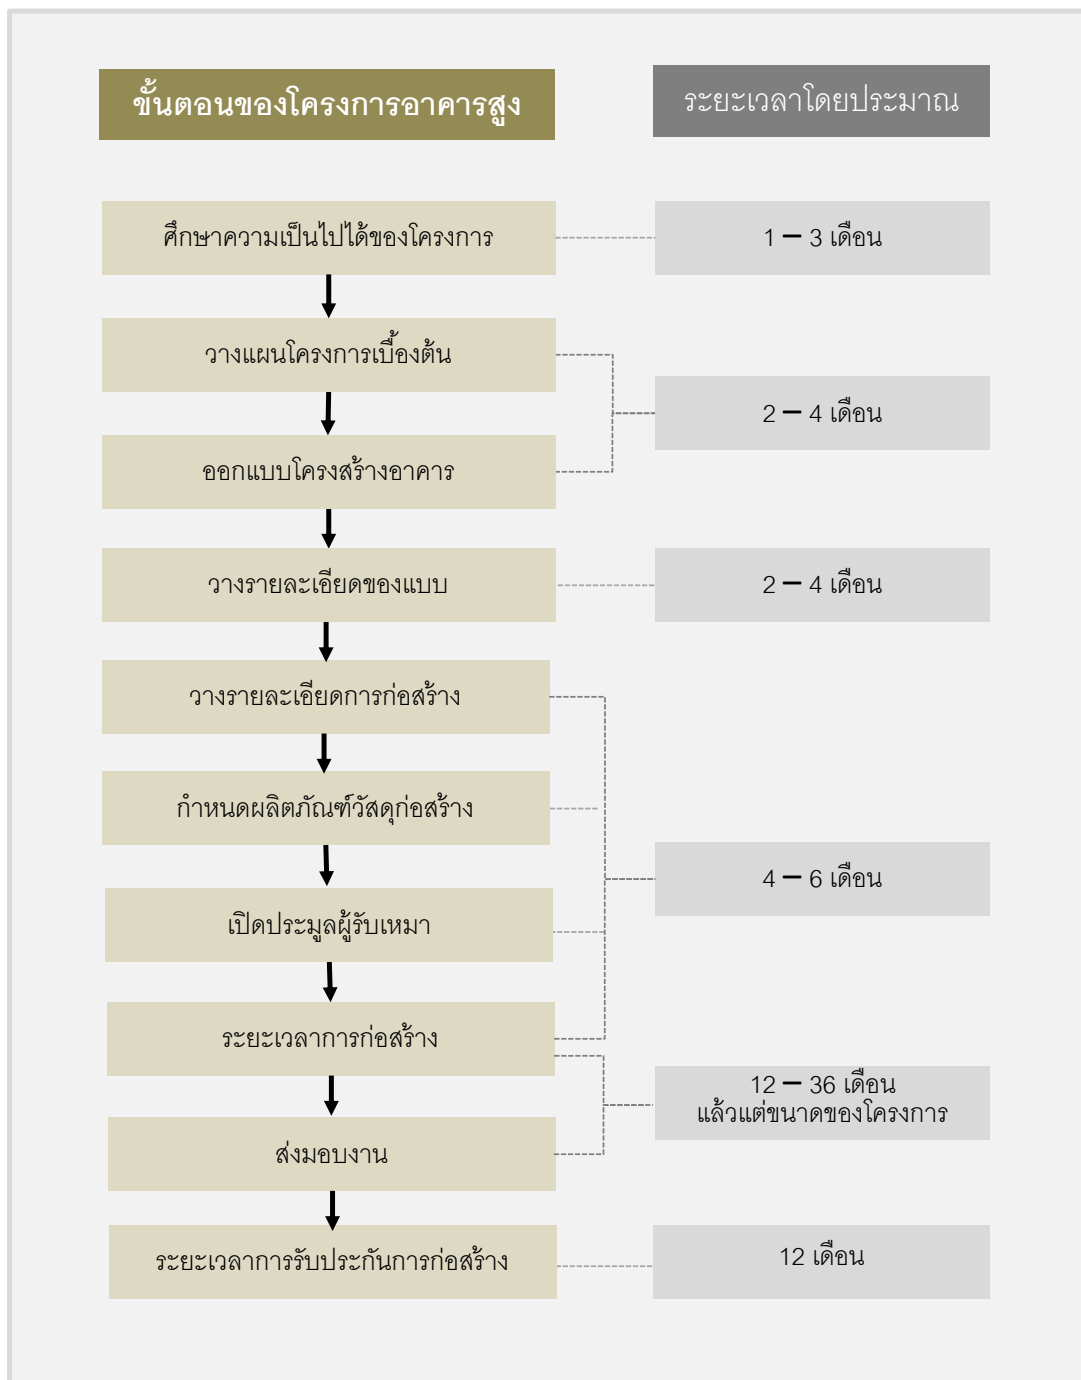 ขั้นตอนของโครงการอาคารสูง
ระยะเวลาโดยประมาณ
ศึกษาความเป็นไปได้ของโครงการ
1 – 3 เดือน
วางแผนโครงการเบื้องต้น
2 – 4 เดือน
ออกแบบโครงสร้างอาคาร
วางรายละเอียดของแบบ
2 – 4 เดือน
วางรายละเอียดการก่อสร้าง
กำหนดผลิตภัณฑ์วัสดุก่อสร้าง
4 – 6 เดือน
เปิดประมูลผู้รับเหมา
ระยะเวลาการก่อสร้าง
12 – 36 เดือน
แล้วแต่ขนาดของโครงการ
ส่งมอบงาน
ระยะเวลาการรับประกันการก่อสร้าง
12 เดือน